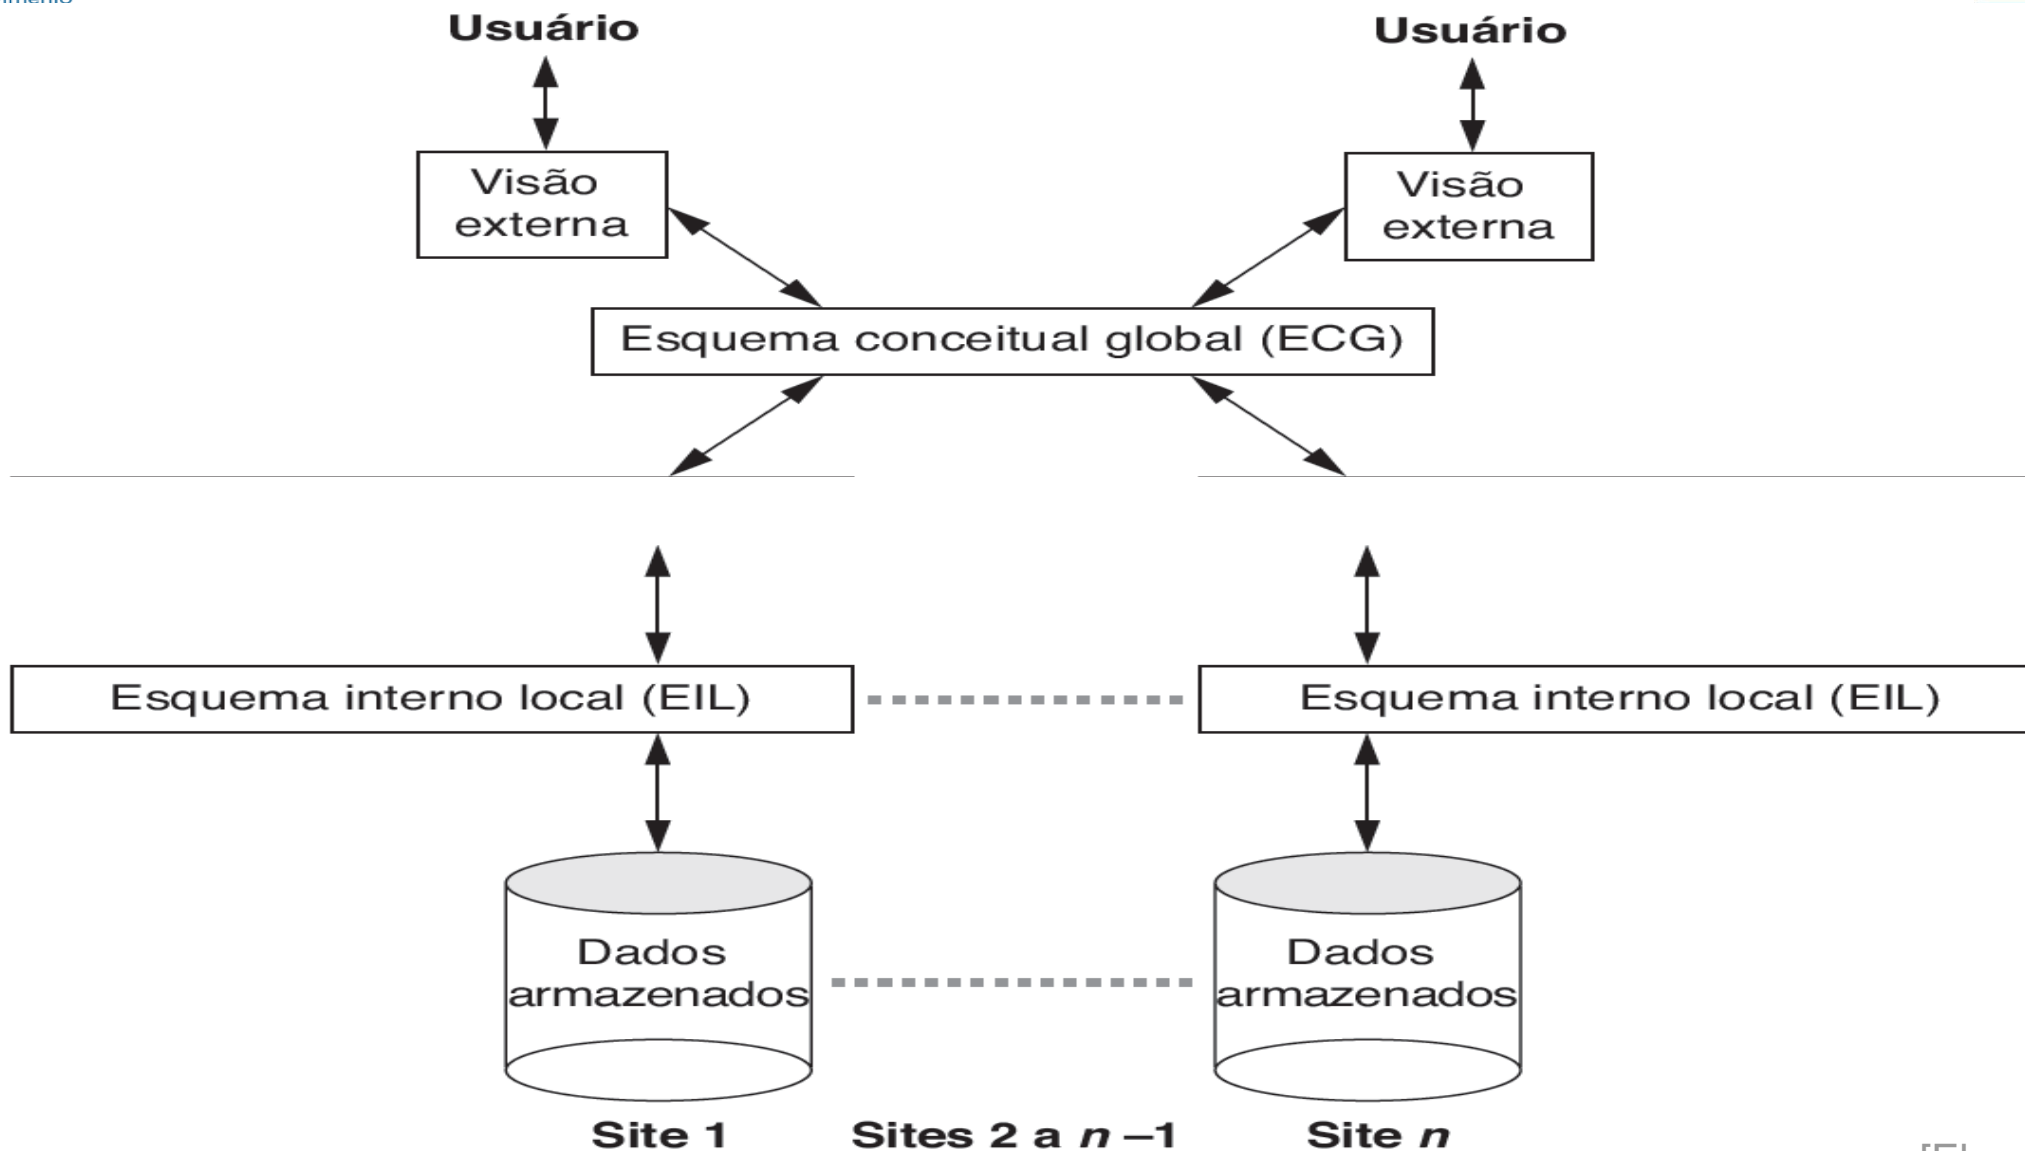 Usuário
Usuário
Visão
externa
Visão
externa
Esquema conceitual global (ECG)
Esquema interno local (EIL)
Esquema interno local (EIL)
Dados
armazenados
Dados
armazenados
Site 1
Sites 2 a n –1
Site n